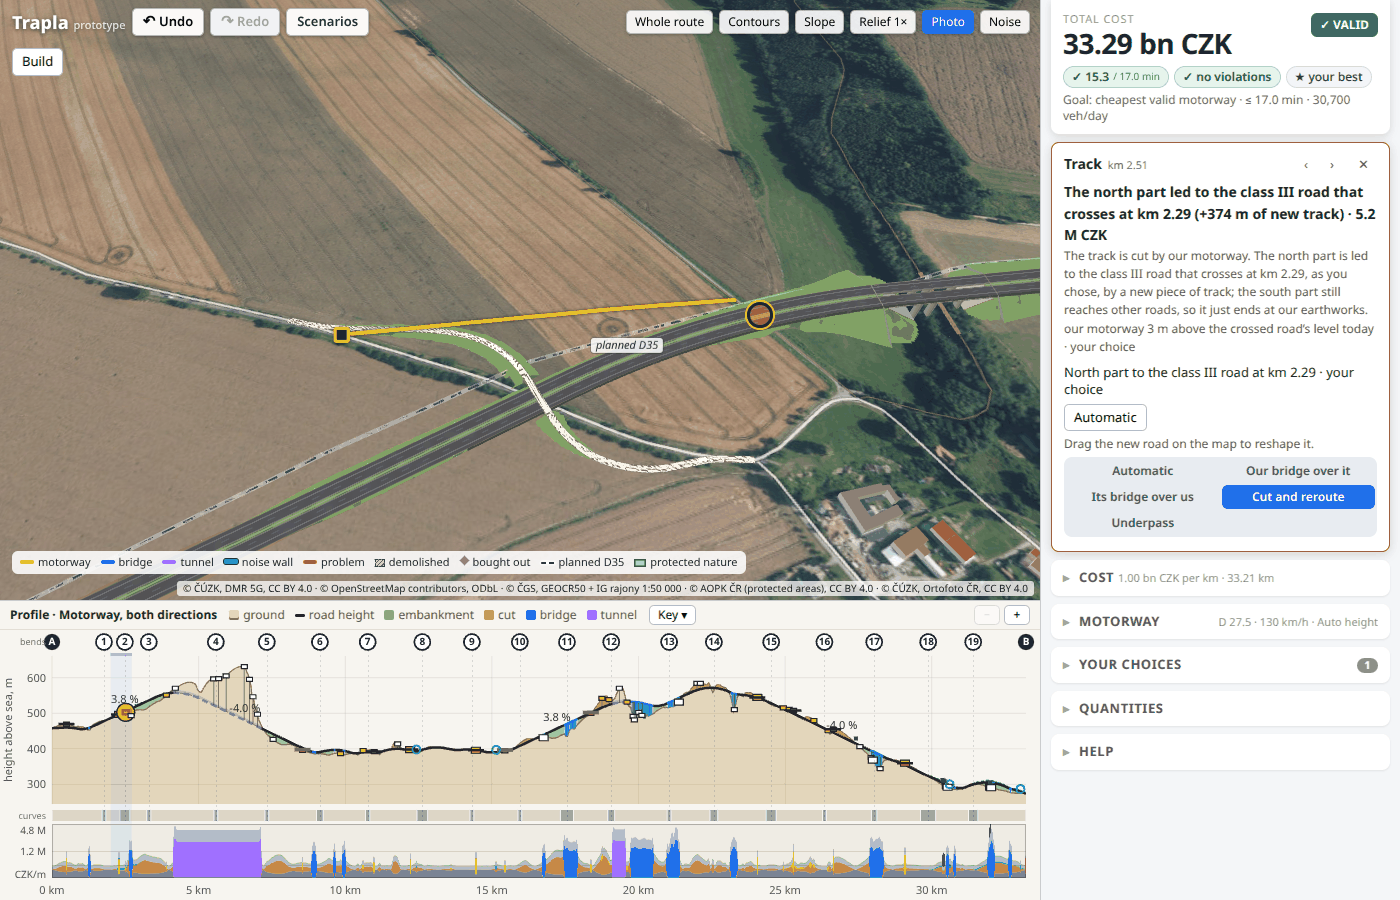 Trapla prototype
↶ Undo
↷ Redo
Scenarios
Whole route
Contours
Slope
Relief 1×
Photo
Noise
Build
planned D35
motorway
bridge
tunnel
noise wall
problem
demolished
bought out
planned D35
protected nature
© ČÚZK, DMR 5G, CC BY 4.0 · © OpenStreetMap contributors, ODbL · © ČGS, GEOCR50 + IG rajony 1:50 000 · © AOPK ČR (protected areas), CC BY 4.0 · © ČÚZK, Ortofoto ČR, CC BY 4.0
Profile · Motorway, both directions
ground
road height
embankment
cut
bridge
tunnel
Key ▾
−
+
bends
A 1 2 3 4 5 6 7 8 9 10 11 12 13 14 15 16 17 18 19 B
height above sea, m
600
500
400
300
3.8 %
-4.0 %
3.8 %
-4.0 %
curves
4.8 M
1.2 M
CZK/m
0 km 5 km 10 km 15 km 20 km 25 km 30 km
TOTAL COST
✓ VALID
33.29 bn CZK
✓ 15.3 / 17.0 min
✓ no violations
★ your best
Goal: cheapest valid motorway · ≤ 17.0 min · 30,700
veh/day
Track km 2.51
‹ › ✕
The north part led to the class III road that
crosses at km 2.29 (+374 m of new track) · 5.2
M CZK
The track is cut by our motorway. The north part is led
to the class III road that crosses at km 2.29, as you
chose, by a new piece of track; the south part still
reaches other roads, so it just ends at our earthworks.
our motorway 3 m above the crossed road's level today
· your choice
North part to the class III road at km 2.29 · your
choice
Automatic
Drag the new road on the map to reshape it.
Automatic
Our bridge over it
Its bridge over us
Cut and reroute
Underpass
▶ COST 1.00 bn CZK per km · 33.21 km
▶ MOTORWAY D 27.5 · 130 km/h · Auto height
▶ YOUR CHOICES 1
▶ QUANTITIES
▶ HELP